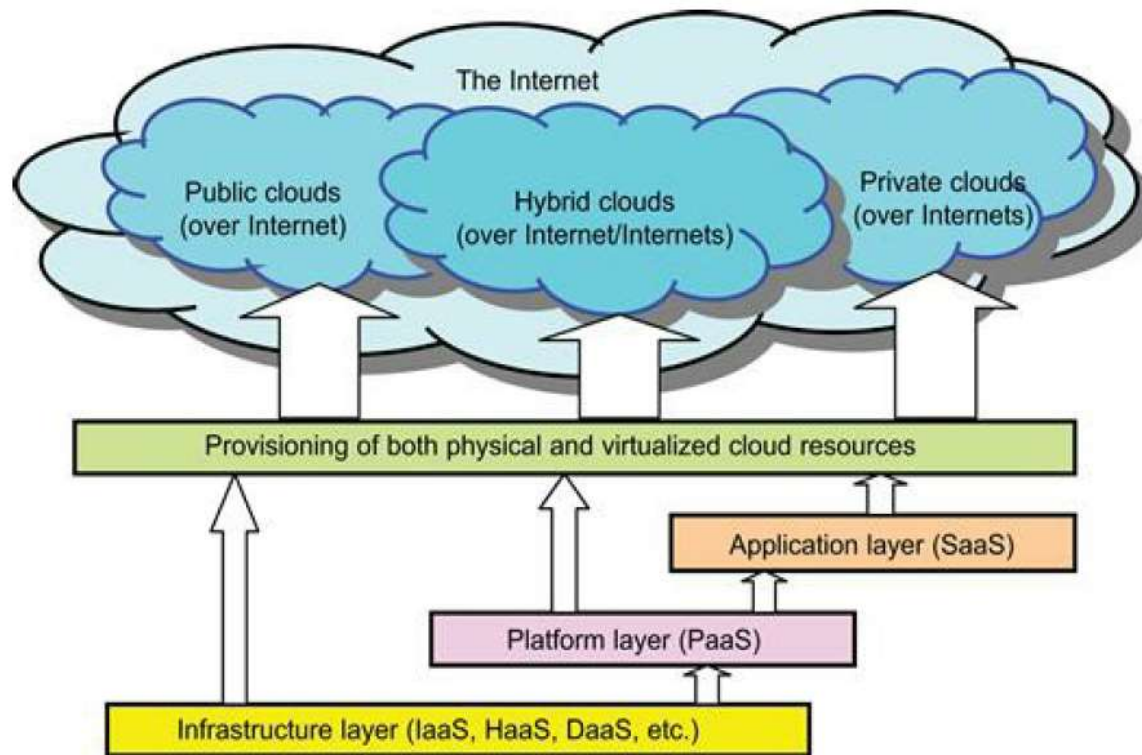 The Internet
Public clouds
(over Internet)
Hybrid clouds
(over Internet/Internets)
Private clouds
(over Internets)
Provisioning of both physical and virtualized cloud resources
Application layer (SaaS)
Platform layer (PaaS)
Infrastructure layer (IaaS, HaaS, DaaS, etc.)